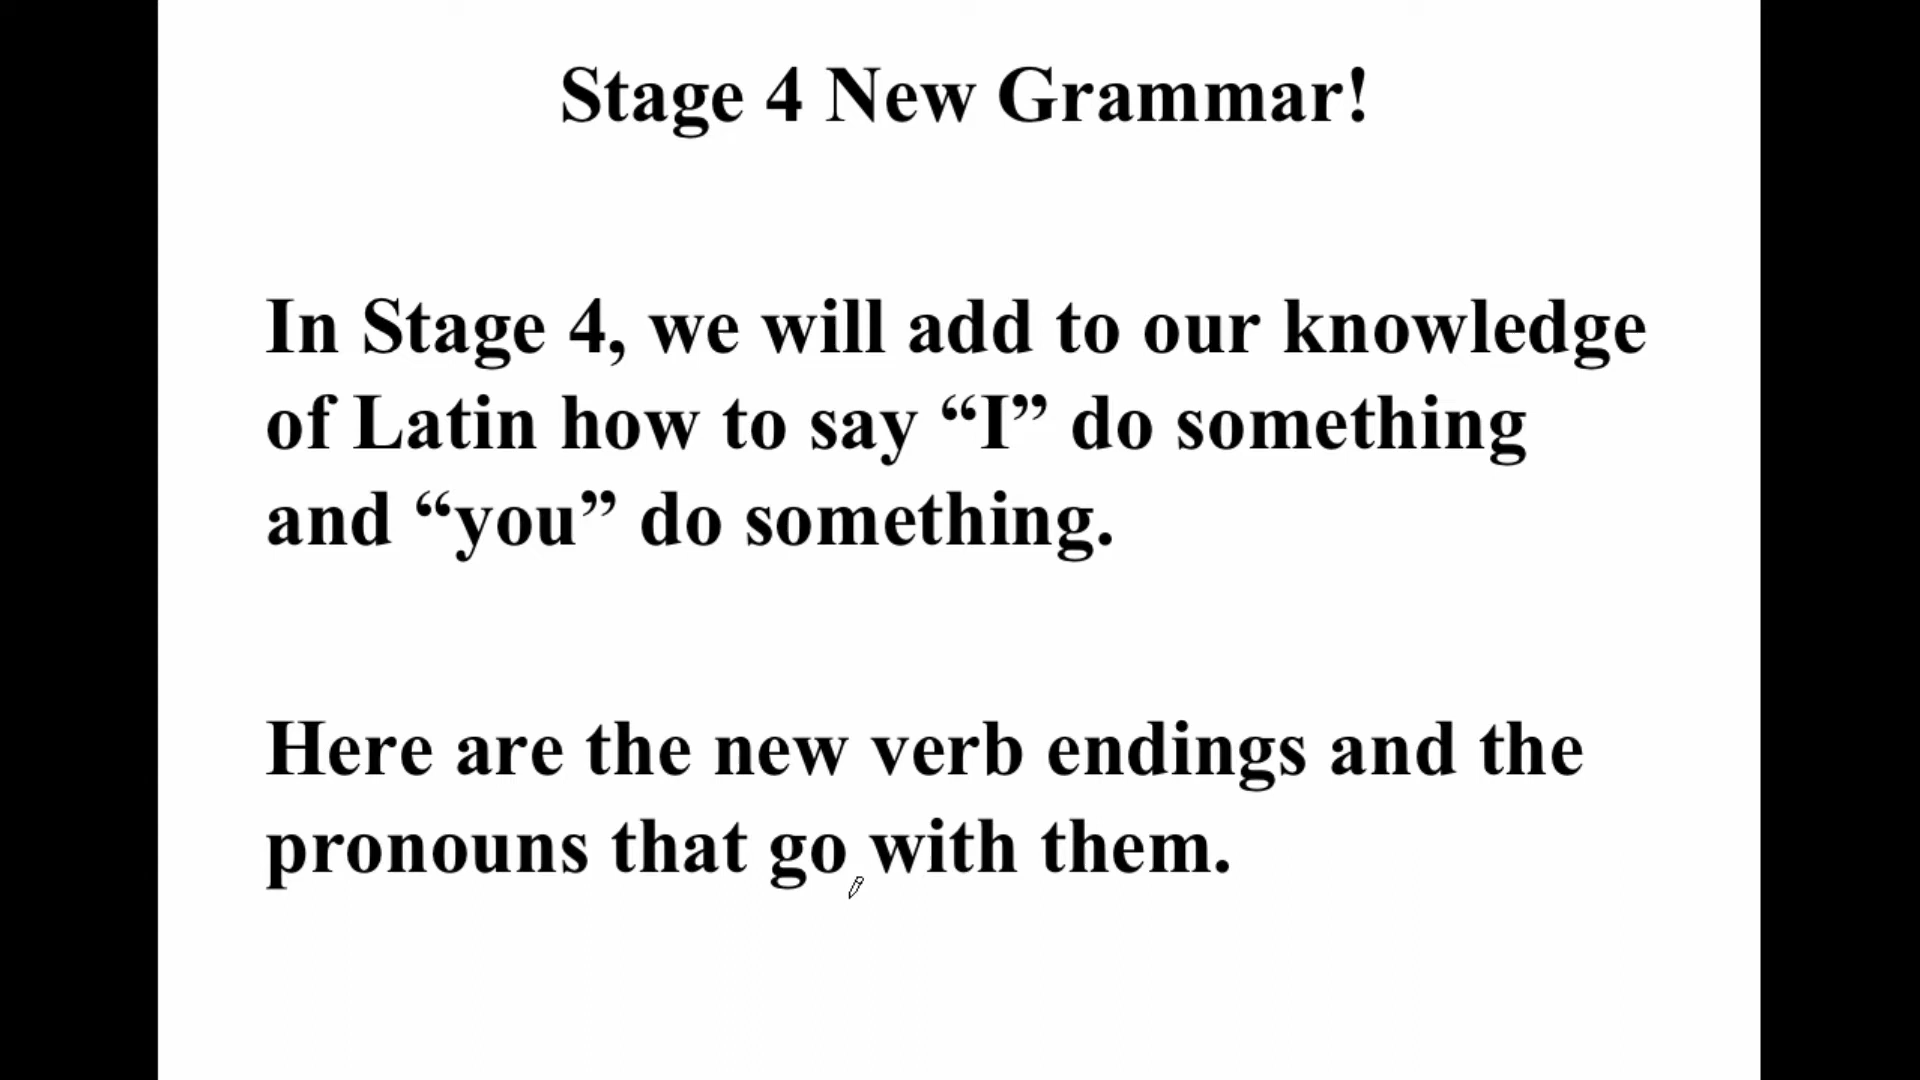 Stage 4 New Grammar!
In Stage 4, we will add to our knowledge
of Latin how to say “I” do something
and “you” do something.
Here are the new verb endings and the
pronouns that go with them.